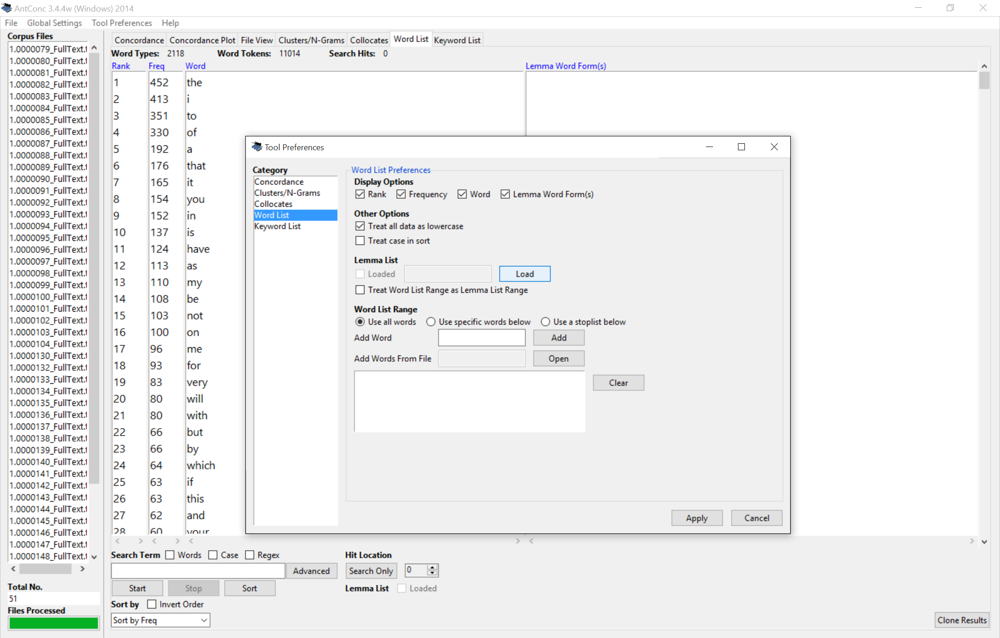 AntConc 3.4.4w (Windows) 2014
File Global Settings Tool Preferences Help
Corpus Files
1.0000079_FullText.t
1.0000080_FullText.t
1.0000081_FullText.t
1.0000082_FullText.t
1.0000083_FullText.t
1.0000084_FullText.t
1.0000085_FullText.t
1.0000086_FullText.t
1.0000087_FullText.t
1.0000088_FullText.t
1.0000089_FullText.t
1.0000090_FullText.t
1.0000091_FullText.t
1.0000092_FullText.t
1.0000093_FullText.t
1.0000094_FullText.t
1.0000095_FullText.t
1.0000096_FullText.t
1.0000097_FullText.t
1.0000098_FullText.t
1.0000099_FullText.t
1.0000100_FullText.t
1.0000101_FullText.t
1.0000102_FullText.t
1.0000103_FullText.t
1.0000104_FullText.t
1.0000130_FullText.t
1.0000132_FullText.t
1.0000133_FullText.t
1.0000134_FullText.t
1.0000135_FullText.t
1.0000136_FullText.t
1.0000137_FullText.t
1.0000138_FullText.t
1.0000139_FullText.t
1.0000140_FullText.t
1.0000141_FullText.t
1.0000142_FullText.t
1.0000143_FullText.t
1.0000144_FullText.t
1.0000145_FullText.t
1.0000146_FullText.t
1.0000147_FullText.t
1.0000148_FullText.t
Total No.
51
Files Processed
Concordance Concordance Plot File View Clusters/N-Grams Collocates Word List Keyword List
Word Types: 2118 Word Tokens: 11014 Search Hits: 0
Rank Freq Word Lemma Word Form(s)
1 452 the
2 413 i
3 351 to
4 330 of
5 192 a
6 176 that
7 165 it
8 154 you
9 152 in
10 137 is
11 124 have
12 113 as
13 110 my
14 108 be
15 103 not
16 100 on
17 96 me
18 93 for
19 83 very
20 80 will
21 80 with
22 66 but
23 66 by
24 64 which
25 63 if
26 63 this
27 62 and
28 60 your
Tool Preferences
Category
Concordance
Clusters/N-Grams
Collocates
Word List
Keyword List
Word List Preferences
Display Options
Rank Frequency Word Lemma Word Form(s)
Other Options
Treat all data as lowercase
Treat case in sort
Lemma List
Loaded Load
Treat Word List Range as Lemma List Range
Word List Range
Use all words Use specific words below Use a stoplist below
Add Word Add
Add Words From File Open
Clear
Apply Cancel
Search Term Words Case Regex Hit Location
Advanced Search Only 0
Start Stop Sort Lemma List Loaded
Sort by Invert Order
Sort by Freq
Clone Results